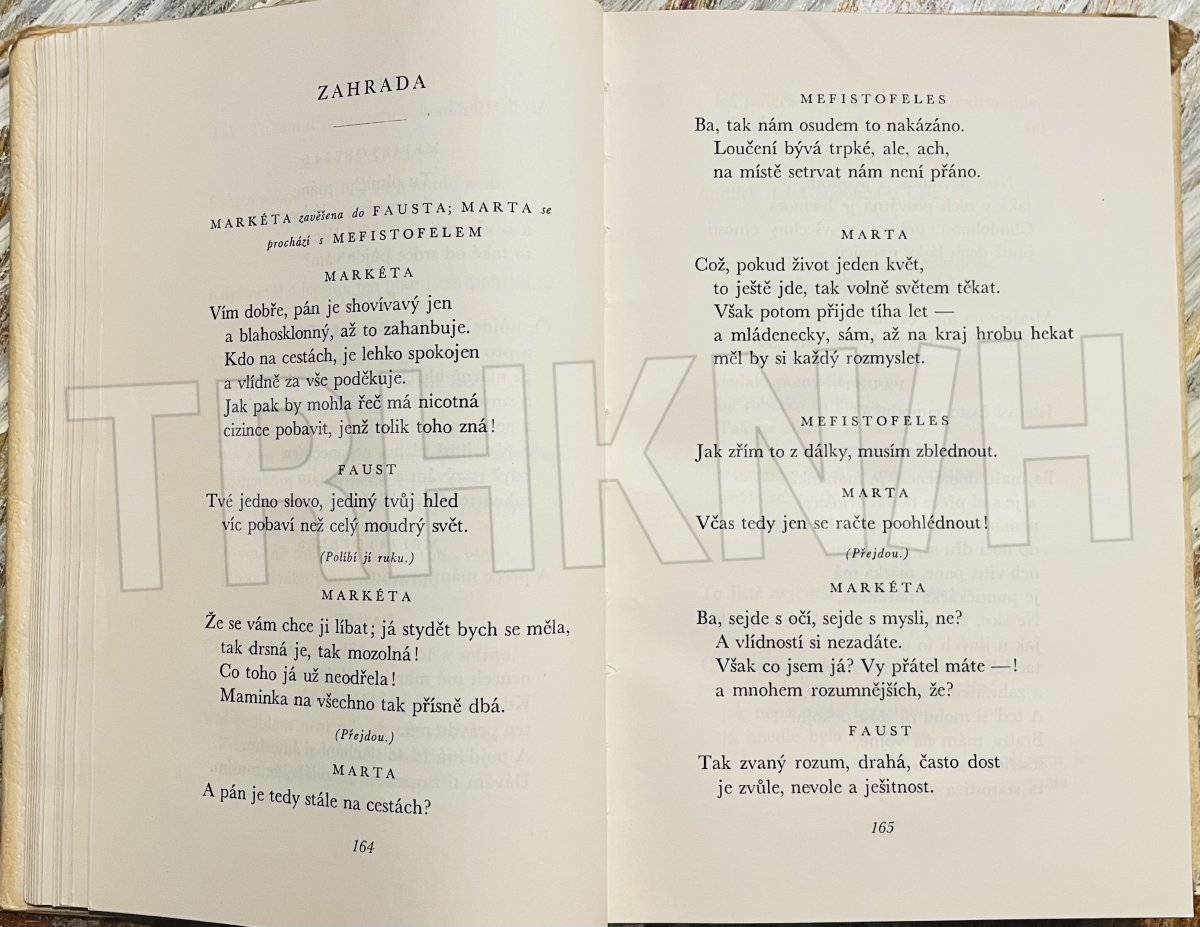 ZAHRADA
MARKÉTA zavěšena do FAUSTA; MARTA se
prochází s MEFISTOFELEM
MARKÉTA
Vím dobře, pán je shovívavý jen
a blahosklonný, až to zahanbuje.
Kdo na cestách, je lehko spokojen
a vlídně za vše poděkuje.
Jak pak by mohla řeč má nicotná
cizince pobavit, jenž tolik toho zná!
FAUST
Tvé jedno slovo, jediný tvůj hled
víc pobaví než celý moudrý svět.
(Políbí jí ruku.)
MARKÉTA
Že se vám chce ji líbat; já stydět bych se měla,
tak drsná je, tak mozolná!
Co toho já už neodřela!
Maminka na všechno tak přísně dbá.
(Přejdou.)
MARTA
A pán je tedy stále na cestách?
164
MEFISTOFELES
Ba, tak nám osudem to nakázáno.
Loučení bývá trpké, ale, ach,
na místě setrvat nám není přáno.
MARTA
Což, pokud život jeden květ,
to ještě jde, tak volně světem těkat.
Však potom přijde tíha let —
a mládenecky, sám, až na kraj hrobu hekat
měl by si každý rozmyslet.
MEFISTOFELES
Jak zřím to z dálky, musím zblednout.
MARTA
Včas tedy jen se račte poohlédnout!
(Přejdou.)
MARKÉTA
Ba, sejde s očí, sejde s mysli, ne?
A vlídností si nezadáte.
Však co jsem já? Vy přátel máte —!
a mnohem rozumnějších, že?
FAUST
Tak zvaný rozum, drahá, často dost
je zvůle, nevole a ješitnost.
165
TRHKNIH